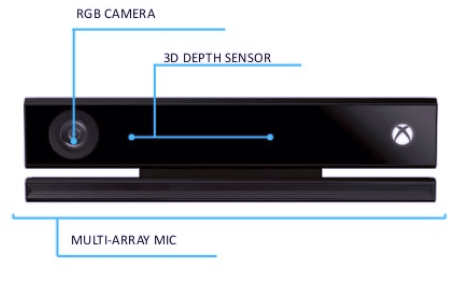 RGB CAMERA
3D DEPTH SENSOR
MULTI-ARRAY MIC